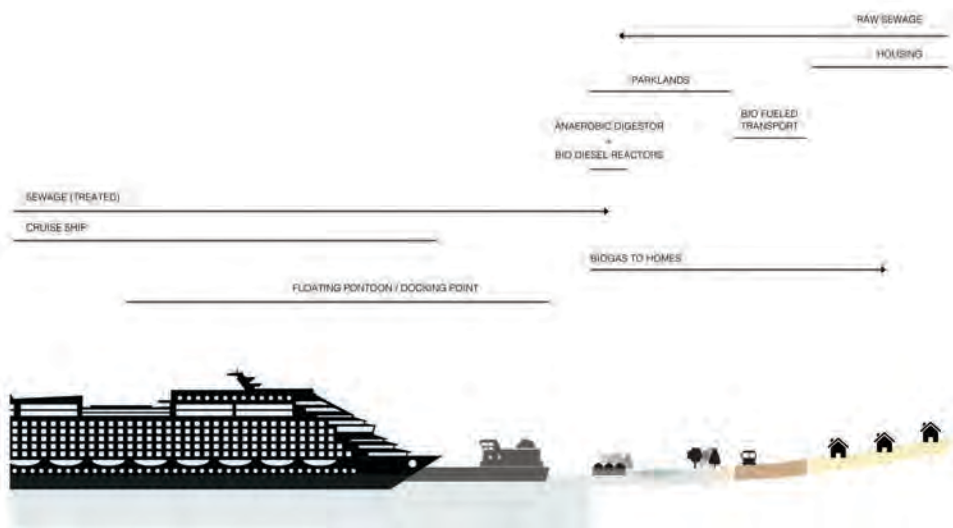 RAW SEWAGE
HOUSING
PARKLANDS
BIO FUELED
TRANSPORT
ANAEROBIC DIGESTOR
+
BIO DIESEL REACTORS
SEWAGE (TREATED)
CRUISE SHIP
BIOGAS TO HOMES
FLOATING PONTOON / DOCKING POINT